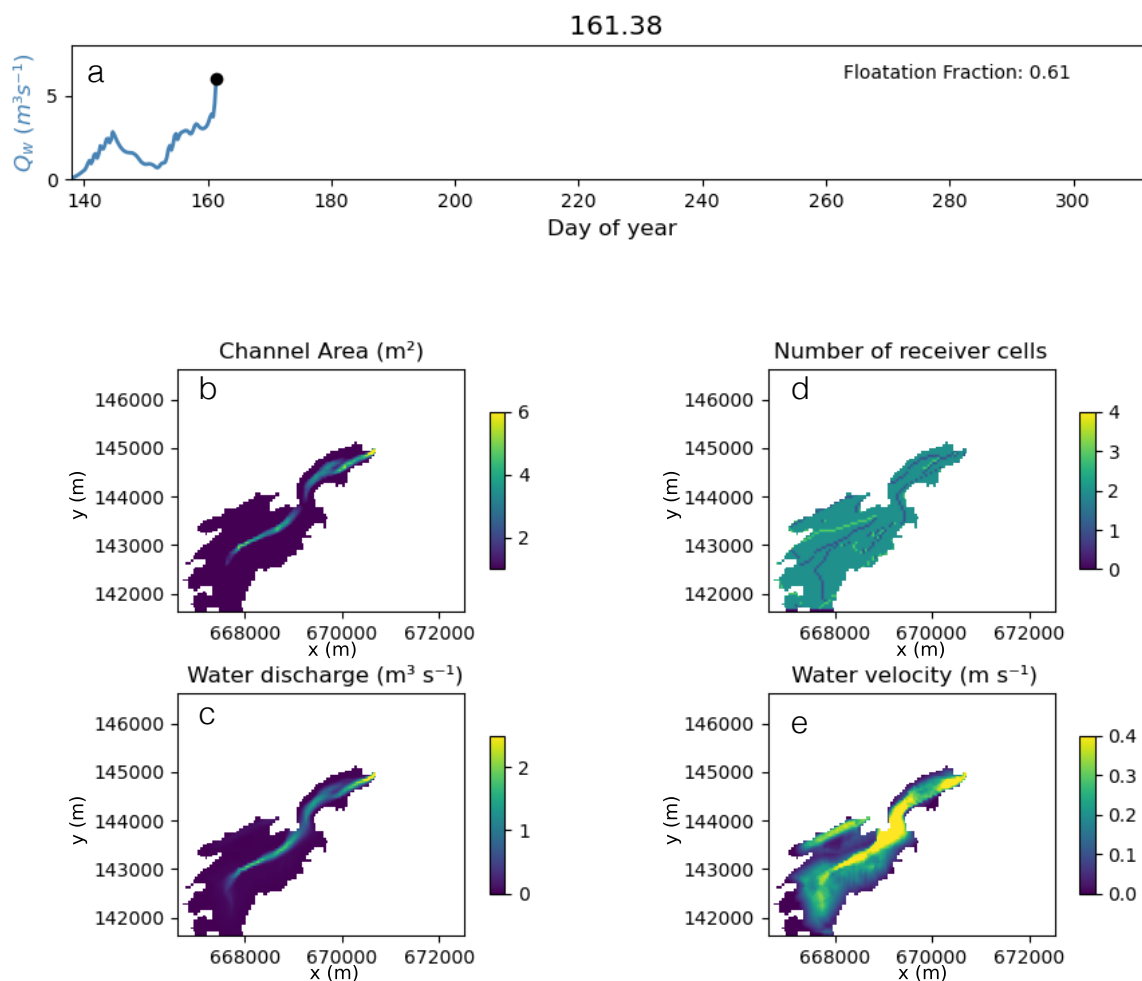 161.38
a
Floatation Fraction: 0.61
Q_w (m³s⁻¹)
5
0
140 160 180 200 220 240 260 280 300
Day of year
Channel Area (m²)
b
146000
145000
144000
143000
142000
y (m)
668000 670000 672000
x (m)
6
4
2
Number of receiver cells
d
146000
145000
144000
143000
142000
y (m)
668000 670000 672000
x (m)
4
3
2
1
0
Water discharge (m³ s⁻¹)
c
146000
145000
144000
143000
142000
y (m)
668000 670000 672000
x (m)
2
1
0
Water velocity (m s⁻¹)
e
146000
145000
144000
143000
142000
y (m)
668000 670000 672000
x (m)
0.4
0.3
0.2
0.1
0.0